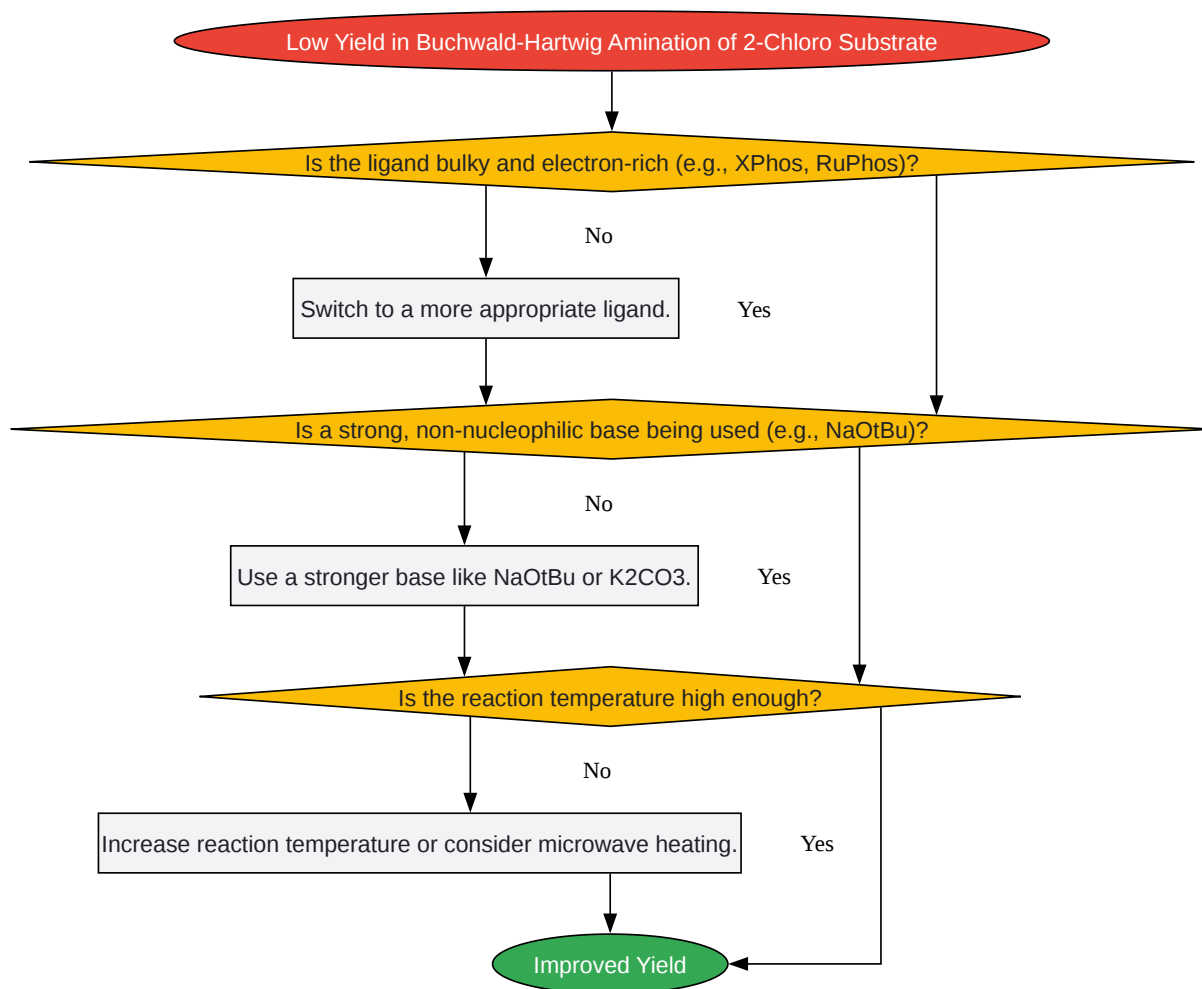 Low Yield in Buchwald-Hartwig Amination of 2-Chloro Substrate
Is the ligand bulky and electron-rich (e.g., XPhos, RuPhos)?
No
Switch to a more appropriate ligand.
Yes
Is a strong, non-nucleophilic base being used (e.g., NaOtBu)?
No
Use a stronger base like NaOtBu or K2CO3.
Yes
Is the reaction temperature high enough?
No
Increase reaction temperature or consider microwave heating.
Yes
Improved Yield